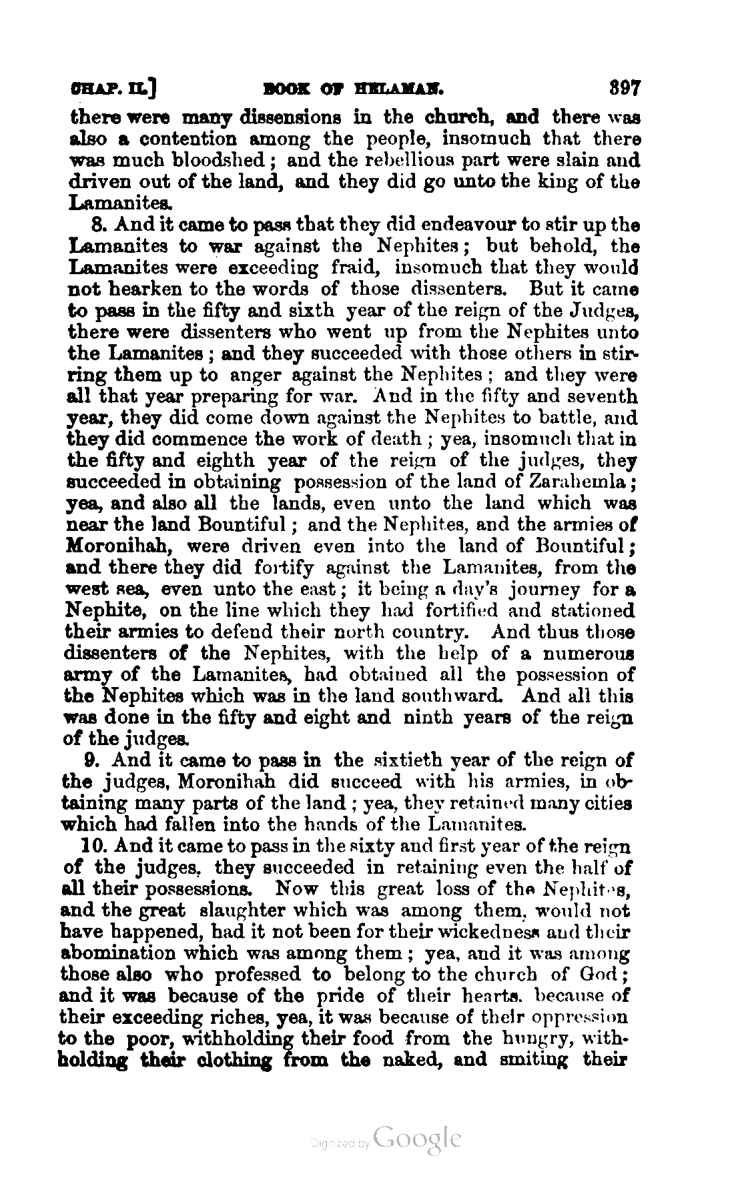 CHAP. II.] BOOK OF HELAMAN. 397
there were many dissensions in the church, and there was
also a contention among the people, insomuch that there
was much bloodshed; and the rebellious part were slain and
driven out of the land, and they did go unto the king of the
Lamanites.
8. And it came to pass that they did endeavour to stir up the
Lamanites to war against the Nephites; but behold, the
Lamanites were exceeding fraid, insomuch that they would
not hearken to the words of those dissenters. But it came
to pass in the fifty and sixth year of the reign of the Judges,
there were dissenters who went up from the Nephites unto
the Lamanites; and they succeeded with those others in stir-
ring them up to anger against the Nephites; and they were
all that year preparing for war. And in the fifty and seventh
year, they did come down against the Nephites to battle, and
they did commence the work of death; yea, insomuch that in
the fifty and eighth year of the reign of the judges, they
succeeded in obtaining possession of the land of Zarahemla;
yea, and also all the lands, even unto the land which was
near the land Bountiful; and the Nephites, and the armies of
Moronihah, were driven even into the land of Bountiful;
and there they did fortify against the Lamanites, from the
west sea, even unto the east; it being a day's journey for a
Nephite, on the line which they had fortified and stationed
their armies to defend their north country. And thus those
dissenters of the Nephites, with the help of a numerous
army of the Lamanites, had obtained all the possession of
the Nephites which was in the land southward. And all this
was done in the fifty and eight and ninth years of the reign
of the judges.
9. And it came to pass in the sixtieth year of the reign of
the judges, Moronihah did succeed with his armies, in ob-
taining many parts of the land; yea, they retained many cities
which had fallen into the hands of the Lamanites.
10. And it came to pass in the sixty and first year of the reign
of the judges, they succeeded in retaining even the half of
all their possessions. Now this great loss of the Nephites,
and the great slaughter which was among them, would not
have happened, had it not been for their wickedness and their
abomination which was among them; yea, and it was among
those also who professed to belong to the church of God;
and it was because of the pride of their hearts, because of
their exceeding riches, yea, it was because of their oppression
to the poor, withholding their food from the hungry, with-
holding their clothing from the naked, and smiting their
Digitized by Google